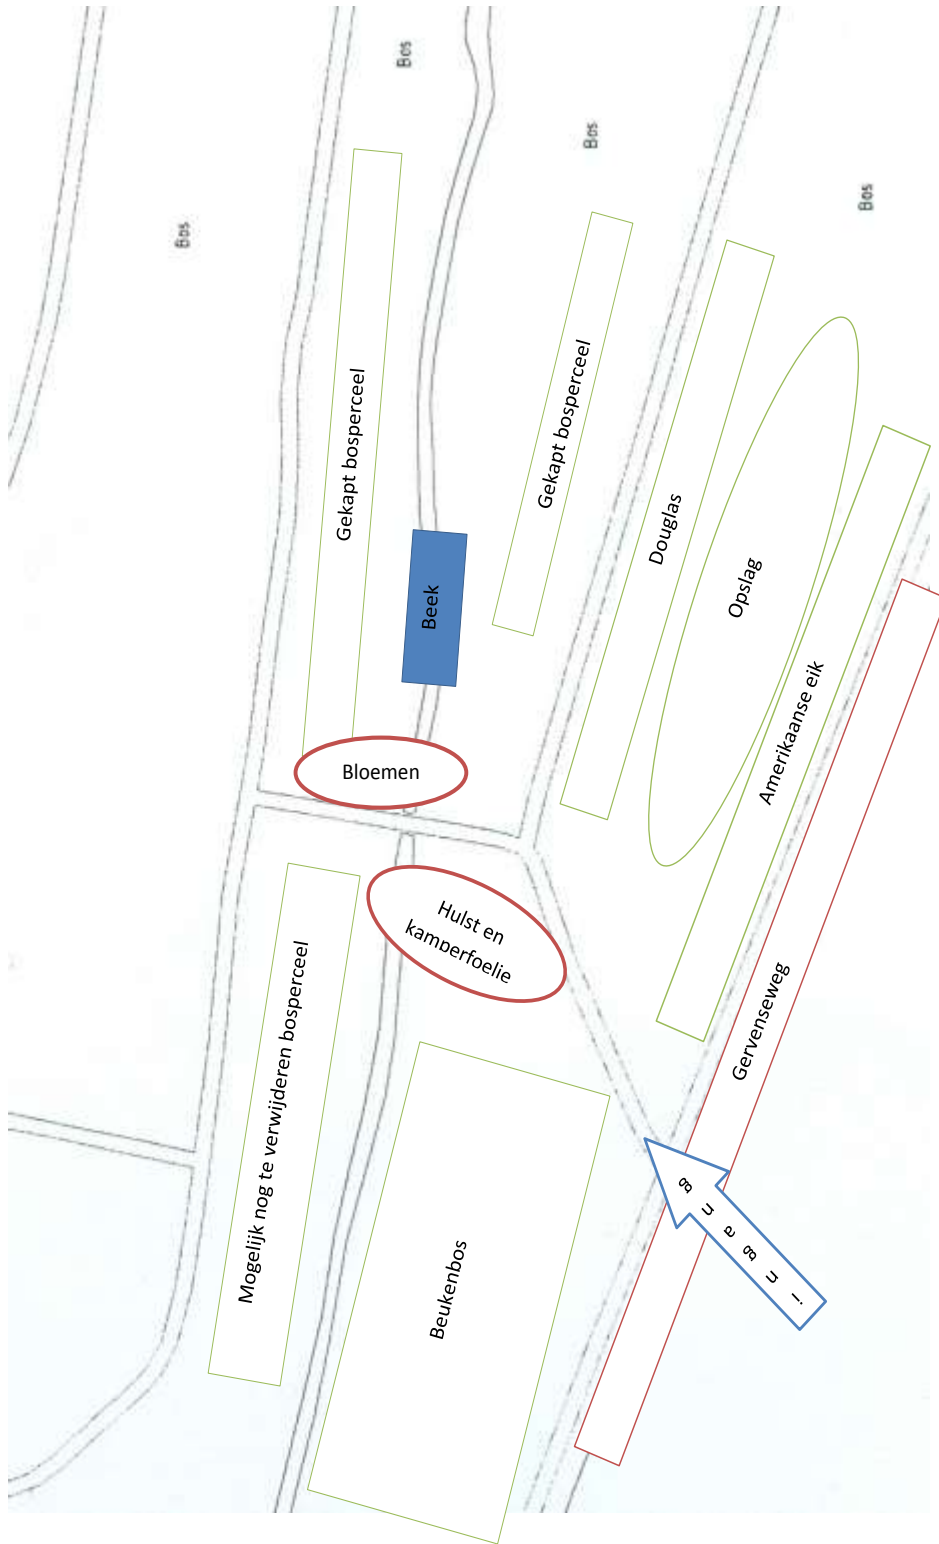 Bos
Bos
Bos
Bos
Gekapt bosperceel
Gekapt bosperceel
Douglas
Opslag
Beek
Amerikaanse eik
Bloemen
Hulst en
kamperfoelie
Mogelijk nog te verwijderen bosperceel
Gervenseweg
Beukenbos
ingang